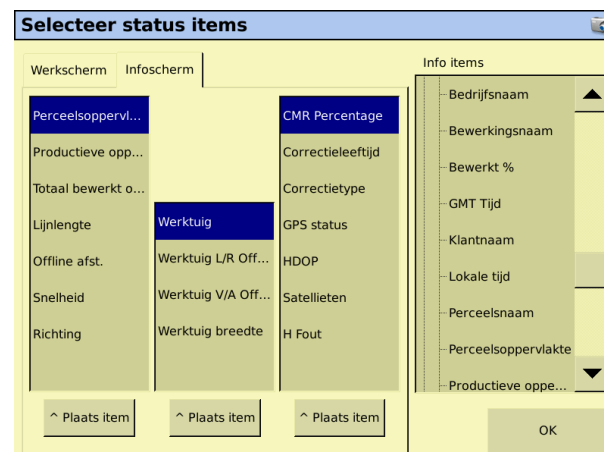 Selecteer status items
Werkscherm
Infoscherm
Perceelsoppervl...
Productieve opp...
Totaal bewerkt o...
Lijnlengte
Offline afst.
Snelheid
Richting
^ Plaats item
Werktuig
Werktuig L/R Off...
Werktuig V/A Off...
Werktuig breedte
^ Plaats item
CMR Percentage
Correctieleeftijd
Correctietype
GPS status
HDOP
Satellieten
H Fout
^ Plaats item
Info items
Bedrijfsnaam
Bewerkingsnaam
Bewerkt %
GMT Tijd
Klantnaam
Lokale tijd
Perceelsnaam
Perceelsoppervlakte
Productieve oppe...
OK